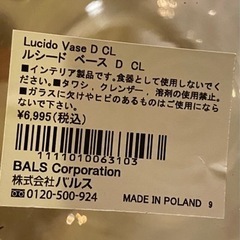 Lucido Vase D CL
ルシード ベース D CL
■インテリア製品です。食器として使用しないでください。■タワシ、クレンザー、溶剤の使用禁止。
■ガラスに欠けやヒビのあるものはご使用にならないで下さい。
¥6,995(税込)
1111010063103
BALS Corporation
株式会社バルス
0120-500-924
MADE IN POLAND 9